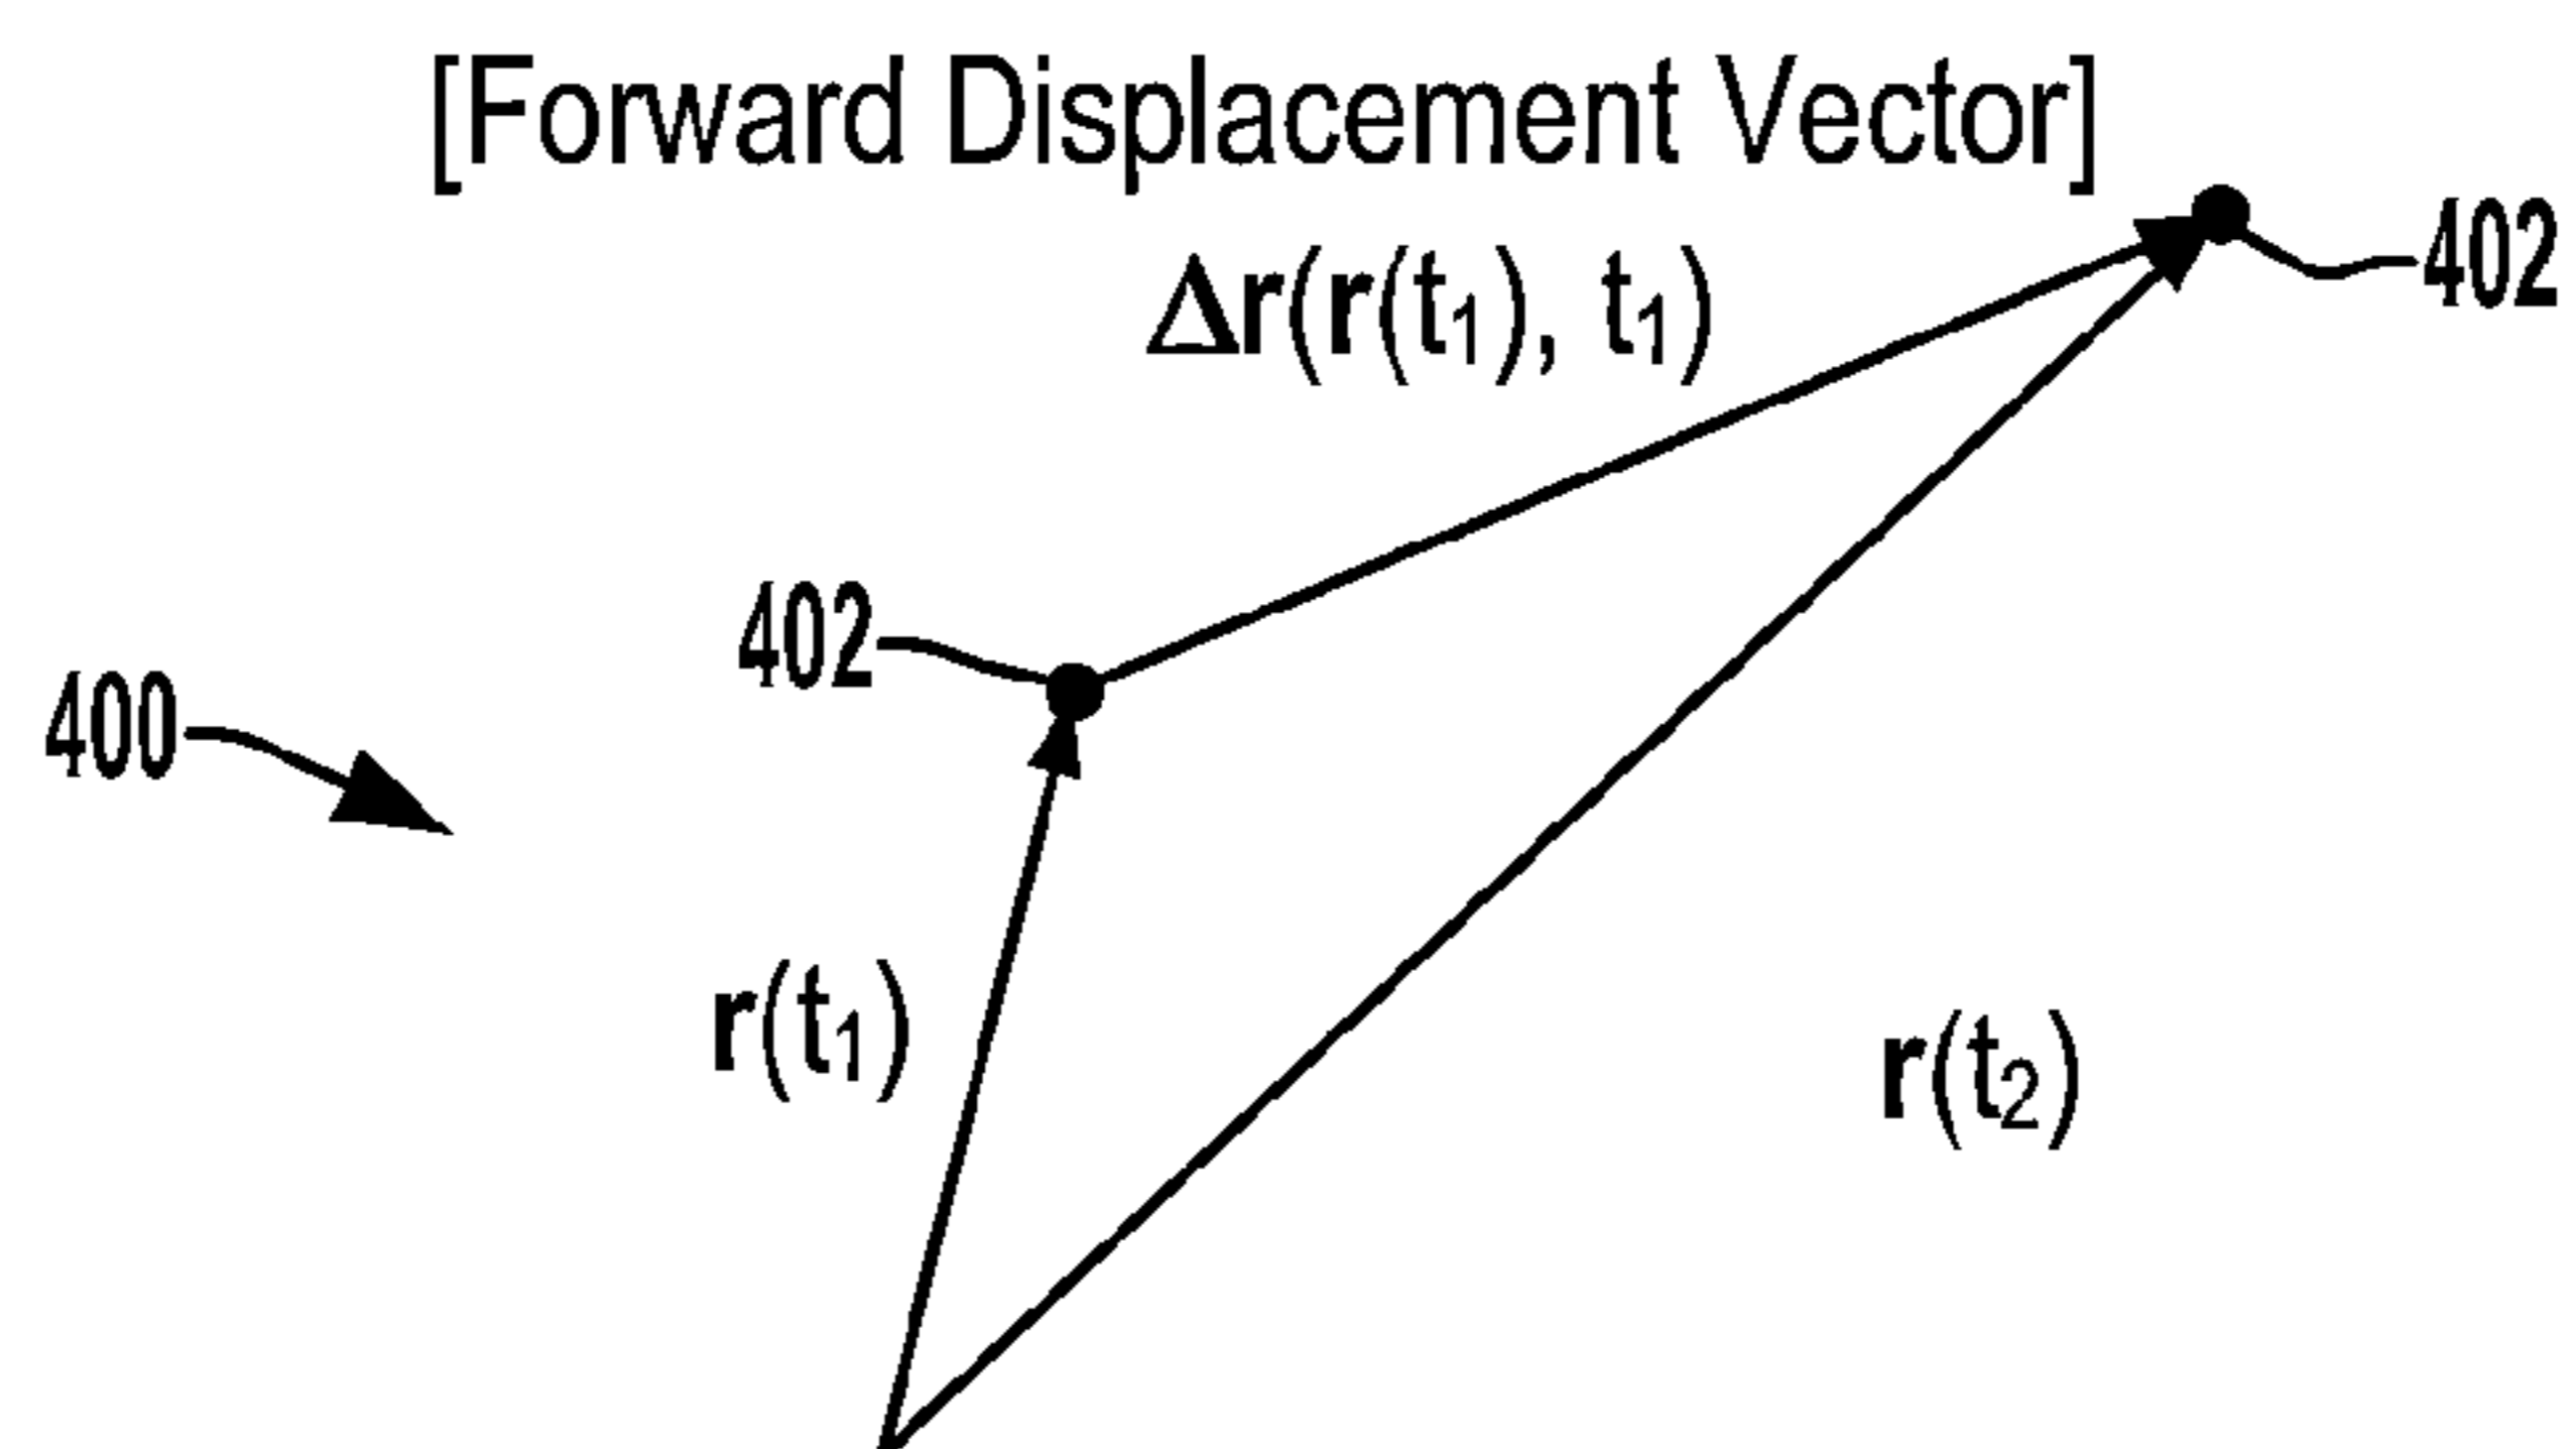 [Forward Displacement Vector]
Δr(r(t₁), t₁)
402
402
400
r(t₁)
r(t₂)